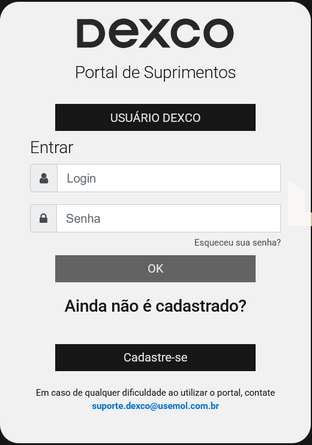 Dexco
Portal de Suprimentos
USUÁRIO DEXCO
Entrar
Login
Senha
Esqueceu sua senha?
OK
Ainda não é cadastrado?
Cadastre-se
Em caso de qualquer dificuldade ao utilizar o portal, contate
suporte.dexco@usemol.com.br